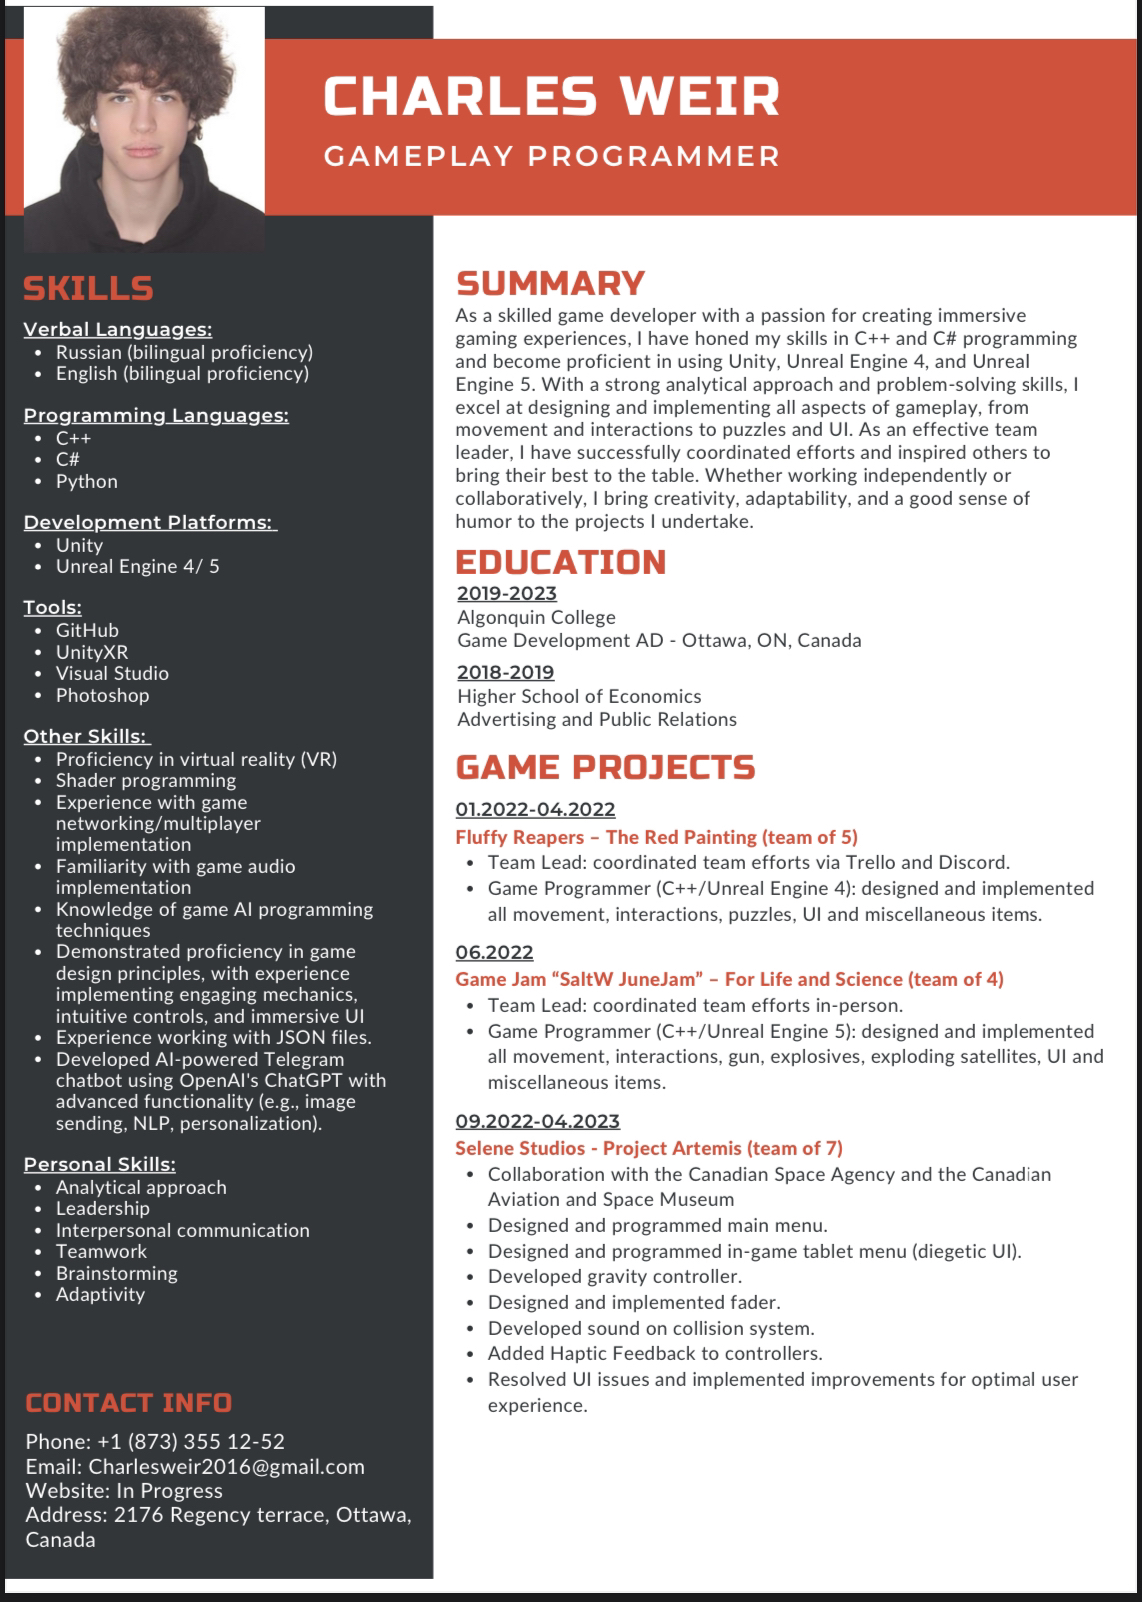 CHARLES WEIR
GAMEPLAY PROGRAMMER
SKILLS
Verbal Languages:
• Russian (bilingual proficiency)
• English (bilingual proficiency)
Programming Languages:
• C++
• C#
• Python
Development Platforms:
• Unity
• Unreal Engine 4/ 5
Tools:
• GitHub
• UnityXR
• Visual Studio
• Photoshop
Other Skills:
• Proficiency in virtual reality (VR)
• Shader programming
• Experience with game
networking/multiplayer
implementation
• Familiarity with game audio
implementation
• Knowledge of game AI programming
techniques
• Demonstrated proficiency in game
design principles, with experience
implementing engaging mechanics,
intuitive controls, and immersive UI
• Experience working with JSON files.
• Developed AI-powered Telegram
chatbot using OpenAI's ChatGPT with
advanced functionality (e.g., image
sending, NLP, personalization).
Personal Skills:
• Analytical approach
• Leadership
• Interpersonal communication
• Teamwork
• Brainstorming
• Adaptivity
CONTACT INFO
Phone: +1 (873) 355 12-52
Email: Charlesweir2016@gmail.com
Website: In Progress
Address: 2176 Regency terrace, Ottawa,
Canada
SUMMARY
As a skilled game developer with a passion for creating immersive
gaming experiences, I have honed my skills in C++ and C# programming
and become proficient in using Unity, Unreal Engine 4, and Unreal
Engine 5. With a strong analytical approach and problem-solving skills, I
excel at designing and implementing all aspects of gameplay, from
movement and interactions to puzzles and UI. As an effective team
leader, I have successfully coordinated efforts and inspired others to
bring their best to the table. Whether working independently or
collaboratively, I bring creativity, adaptability, and a good sense of
humor to the projects I undertake.
EDUCATION
2019-2023
Algonquin College
Game Development AD - Ottawa, ON, Canada
2018-2019
Higher School of Economics
Advertising and Public Relations
GAME PROJECTS
01.2022-04.2022
Fluffy Reapers – The Red Painting (team of 5)
• Team Lead: coordinated team efforts via Trello and Discord.
• Game Programmer (C++/Unreal Engine 4): designed and implemented
all movement, interactions, puzzles, UI and miscellaneous items.
06.2022
Game Jam “SaltW JuneJam” – For Life and Science (team of 4)
• Team Lead: coordinated team efforts in-person.
• Game Programmer (C++/Unreal Engine 5): designed and implemented
all movement, interactions, gun, explosives, exploding satellites, UI and
miscellaneous items.
09.2022-04.2023
Selene Studios - Project Artemis (team of 7)
• Collaboration with the Canadian Space Agency and the Canadian
Aviation and Space Museum
• Designed and programmed main menu.
• Designed and programmed in-game tablet menu (diegetic UI).
• Developed gravity controller.
• Designed and implemented fader.
• Developed sound on collision system.
• Added Haptic Feedback to controllers.
• Resolved UI issues and implemented improvements for optimal user
experience.